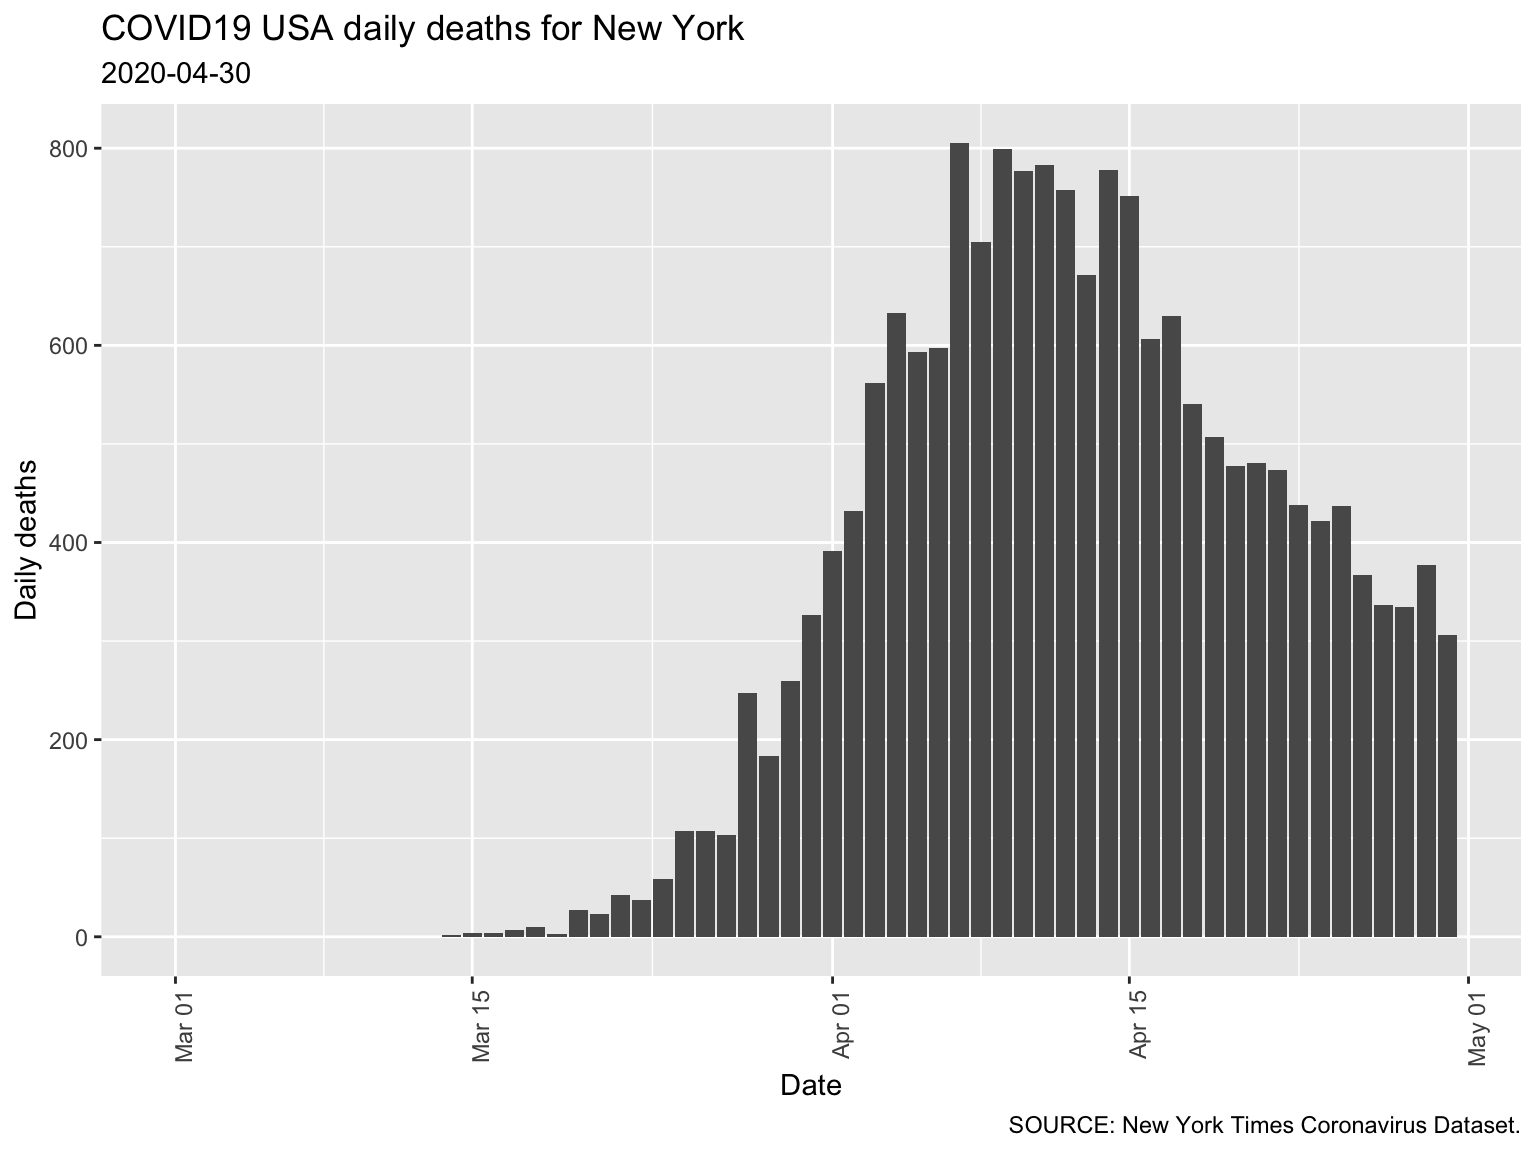 COVID19 USA daily deaths for New York
2020-04-30
Daily deaths
800
600
400
200
0
Mar 01
Mar 15
Apr 01
Apr 15
May 01
Date
SOURCE: New York Times Coronavirus Dataset.